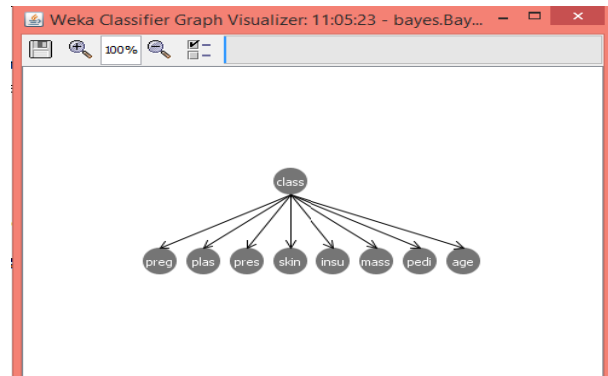 Weka Classifier Graph Visualizer: 11:05:23 - bayes.Bay...
100%
class
preg plas pres skin insu mass pedi age